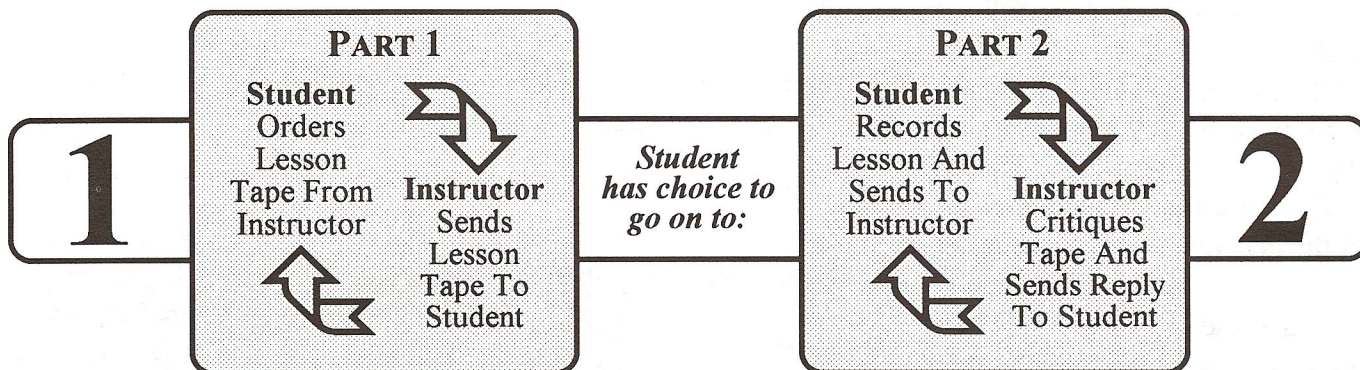 1
PART 1
Student
Orders
Lesson
Tape From
Instructor
Instructor
Sends
Lesson
Tape To
Student
Student
has choice to
go on to:
PART 2
Student
Records
Lesson And
Sends To
Instructor
Instructor
Critiques
Tape And
Sends Reply
To Student
2